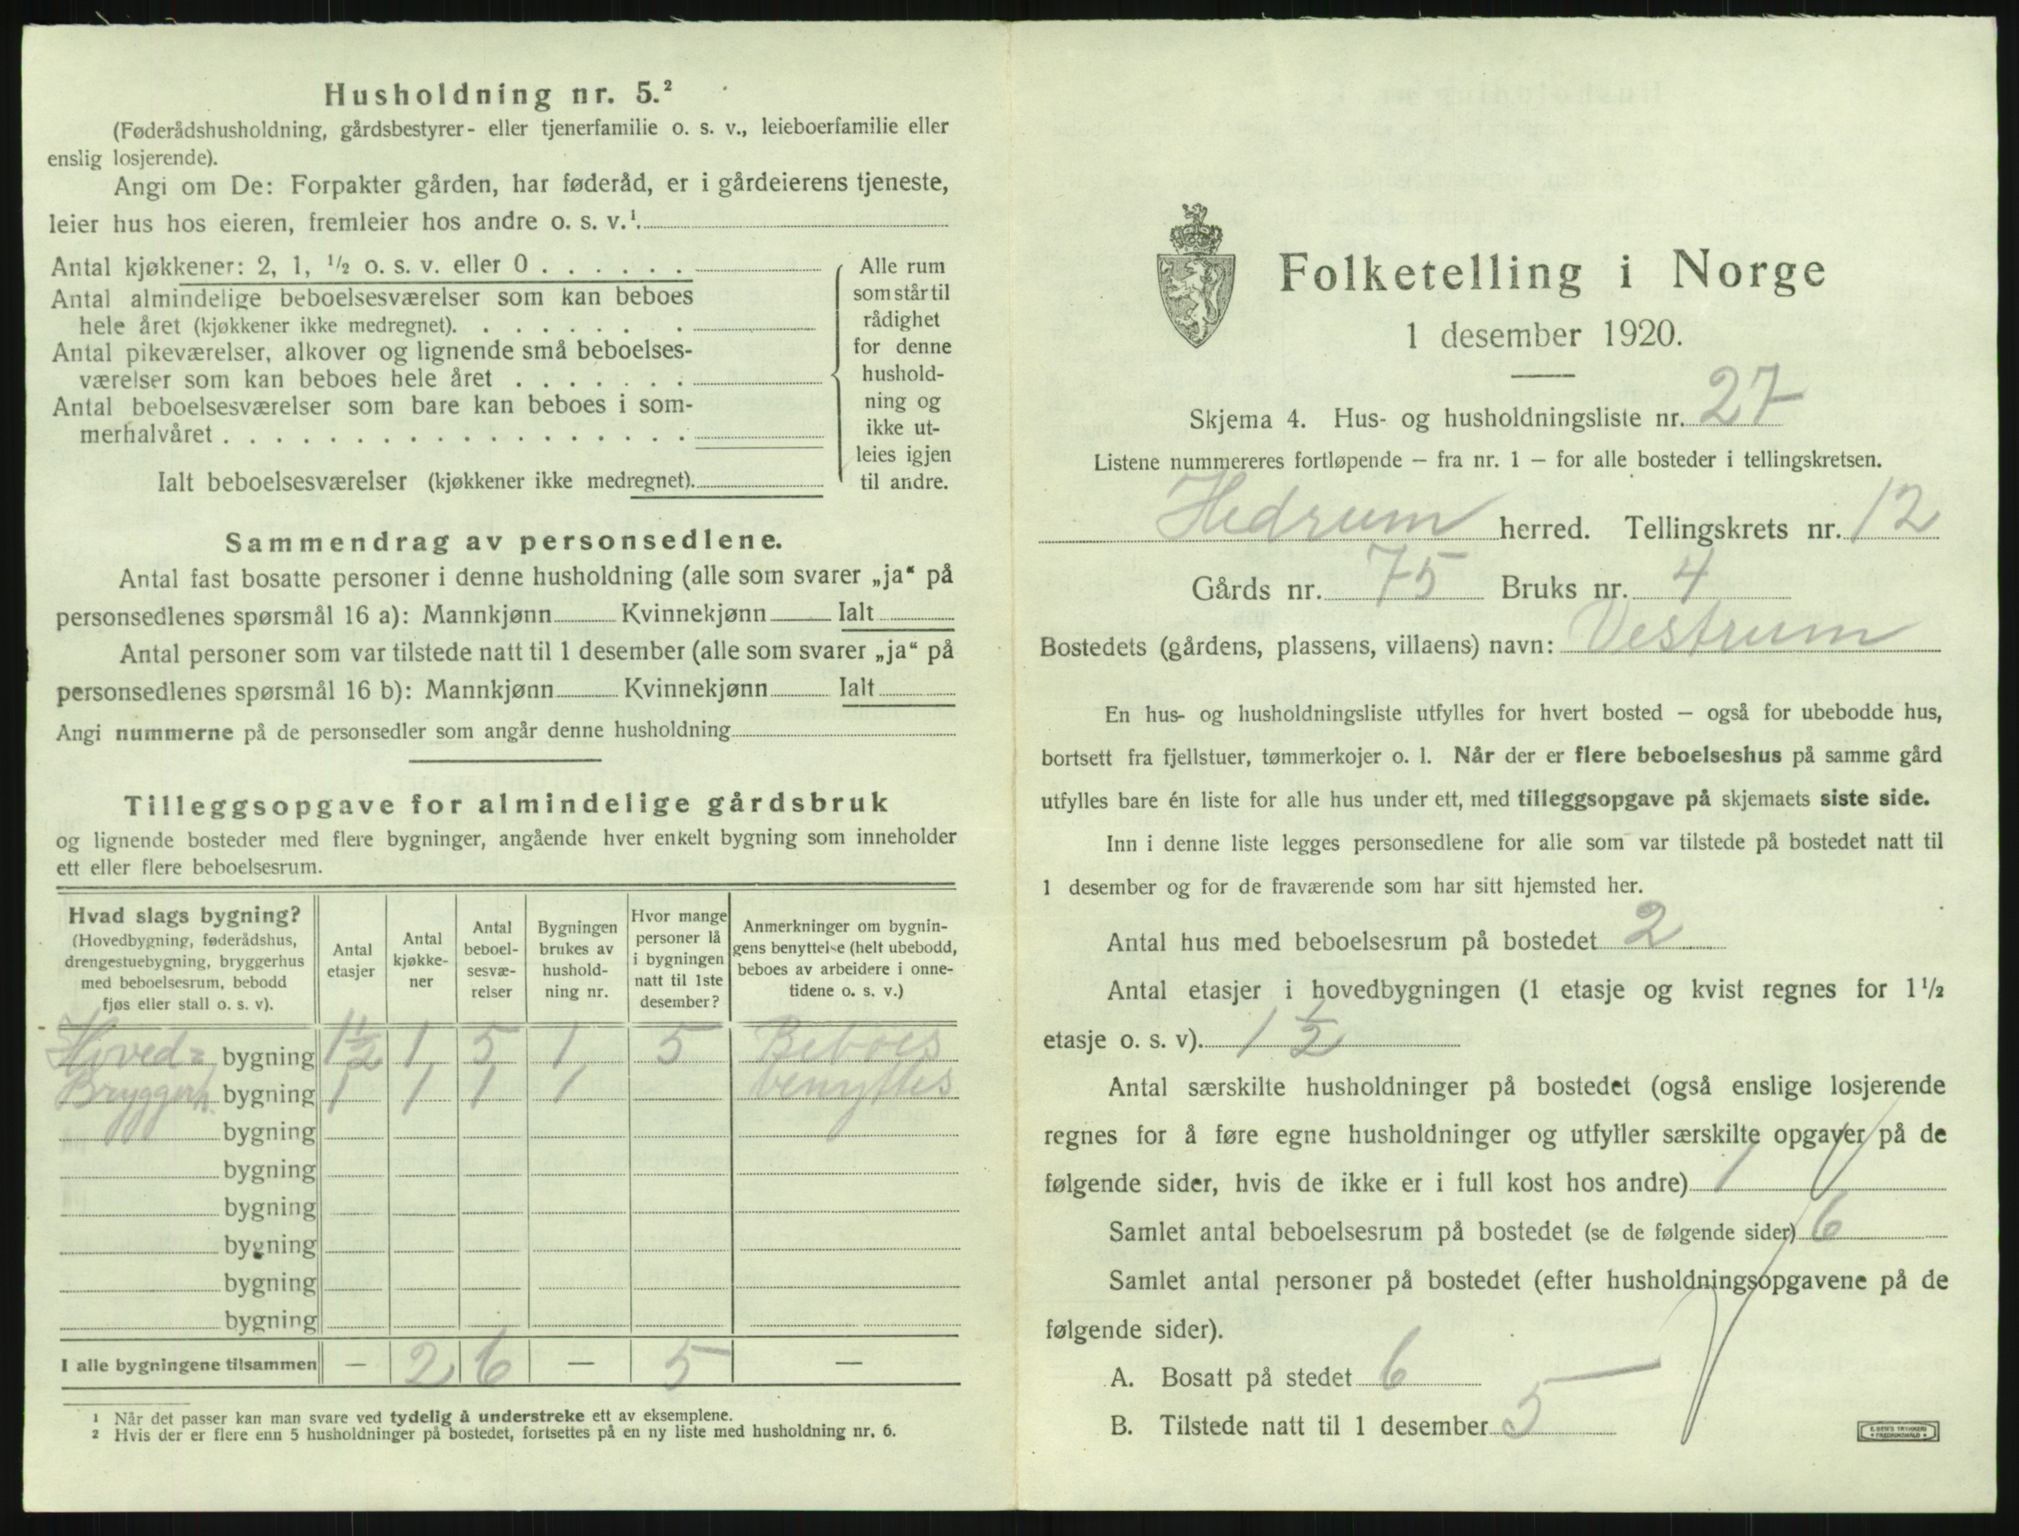 Husholdning nr. 5.²
(Føderådshusholdning, gårdsbestyrer- eller tjenerfamilie o. s. v., leieboerfamilie eller
enslig losjerende).
Angi om De: Forpakter gården, har føderåd, er i gårdeierens tjeneste,
leier hus hos eieren, fremleier hos andre o. s. v.¹.
Antal kjøkkener: 2, 1, ½ o. s. v. eller 0 . . . . . .
Antal almindelige beboelsesværelser som kan beboes
hele året (kjøkkener ikke medregnet). . . . . . . .
Antal pikeværelser, alkover og lignende små beboelses-
værelser som kan beboes hele året . . . . . . .
Antal beboelsesværelser som bare kan beboes i som-
merhalvåret . . . . . . . . . . . . . . . . . .
Ialt beboelsesværelser (kjøkkener ikke medregnet).
Alle rum
som står til
rådighet
for denne
hushold-
ning og
ikke ut-
leies igjen
til andre.
Sammendrag av personsedlene.
Antal fast bosatte personer i denne husholdning (alle som svarer „ja“ på
personsedlenes spørsmål 16 a): Mannkjønn Kvinnekjønn Ialt
Antal personer som var tilstede natt til 1 desember (alle som svarer „ja“ på
personsedlenes spørsmål 16 b): Mannkjønn Kvinnekjønn Ialt
Angi nummerne på de personsedler som angår denne husholdning
Tilleggsopgave for almindelige gårdsbruk
og lignende bosteder med flere bygninger, angående hver enkelt bygning som inneholder
ett eller flere beboelsesrum.
Hvad slags bygning?
(Hovedbygning, føderådshus,
drengestuebygning, bryggerhus
med beboelsesrum, bebodd
fjøs eller stall o. s. v).
Antal
etasjer
Antal
kjøkke-
ner
Antal
beboel-
sesvæ-
relser
Bygningen
brukes av
hushold-
ning nr.
Hvor mange
personer lå
i bygningen
natt til 1ste
desember?
Anmerkninger om bygnin-
gens benyttelse (helt ubebodd,
beboes av arbeidere i onne-
tidene o. s. v.)
Hoved= bygning 1½ 1 5 1 5 Beboes
Bryggerh. bygning 1 1 1 1 benyttes
bygning
bygning
bygning
bygning
bygning
bygning
I alle bygningene tilsammen — 2 6 — 5 —
¹ Når det passer kan man svare ved tydelig å understreke ett av eksemplene.
² Hvis der er flere enn 5 husholdninger på bostedet, fortsettes på en ny liste med husholdning nr. 6.
Folketelling i Norge
1 desember 1920.
Skjema 4. Hus- og husholdningsliste nr. 27
Listene nummereres fortløpende – fra nr. 1 – for alle bosteder i tellingskretsen.
Hedrum herred. Tellingskrets nr. 12
Gårds nr. 75 Bruks nr. 4
Bostedets (gårdens, plassens, villaens) navn: Vestrum
En hus- og husholdningsliste utfylles for hvert bosted – også for ubebodde hus,
bortsett fra fjellstuer, tømmerkojer o. l. Når der er flere beboelseshus på samme gård
utfylles bare én liste for alle hus under ett, med tilleggsopgave på skjemaets siste side.
Inn i denne liste legges personsedlene for alle som var tilstede på bostedet natt til
1 desember og for de fraværende som har sitt hjemsted her.
Antal hus med beboelsesrum på bostedet 2
Antal etasjer i hovedbygningen (1 etasje og kvist regnes for 1½
etasje o. s. v). 1½
Antal særskilte husholdninger på bostedet (også enslige losjerende
regnes for å føre egne husholdninger og utfyller særskilte opgaver på de
følgende sider, hvis de ikke er i full kost hos andre) 1
Samlet antal beboelsesrum på bostedet (se de følgende sider) 6
Samlet antal personer på bostedet (efter husholdningsopgavene på de
følgende sider).
A. Bosatt på stedet 6
B. Tilstede natt til 1 desember 5